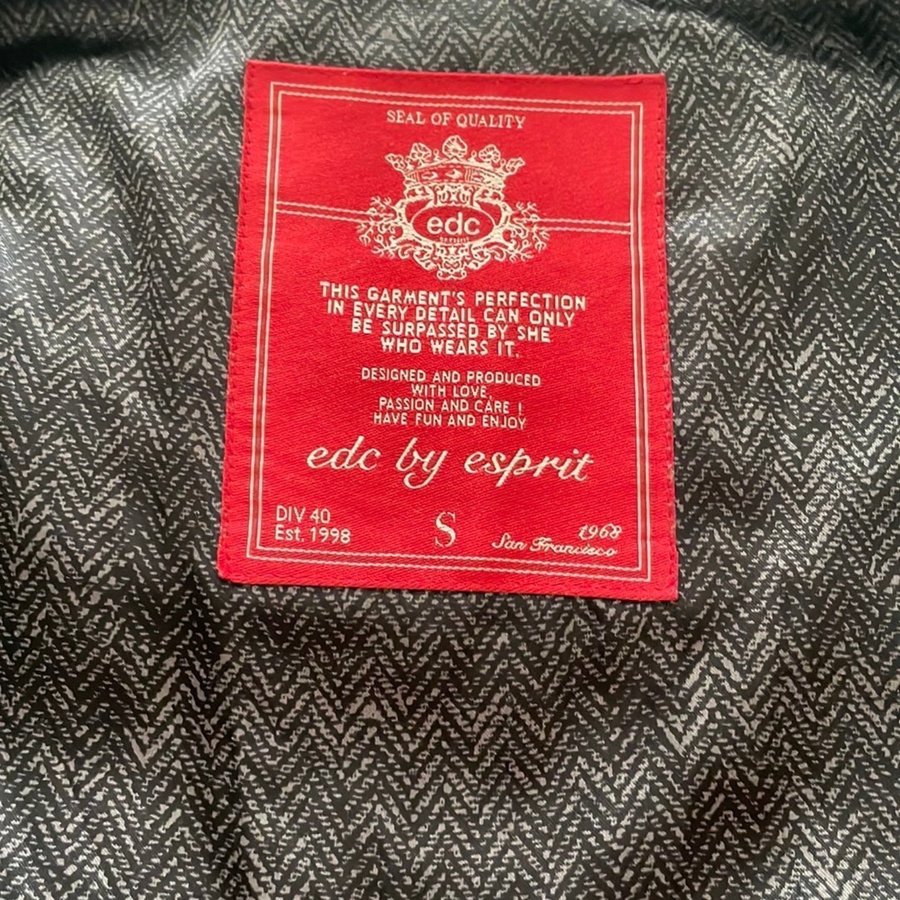 SEAL OF QUALITY
edc
by esprit
THIS GARMENT'S PERFECTION
IN EVERY DETAIL CAN ONLY
BE SURPASSED BY SHE
WHO WEARS IT.
DESIGNED AND PRODUCED
WITH LOVE,
PASSION AND CARE !
HAVE FUN AND ENJOY
edc by esprit
DIV 40
Est. 1998
S
1968
San Francisco